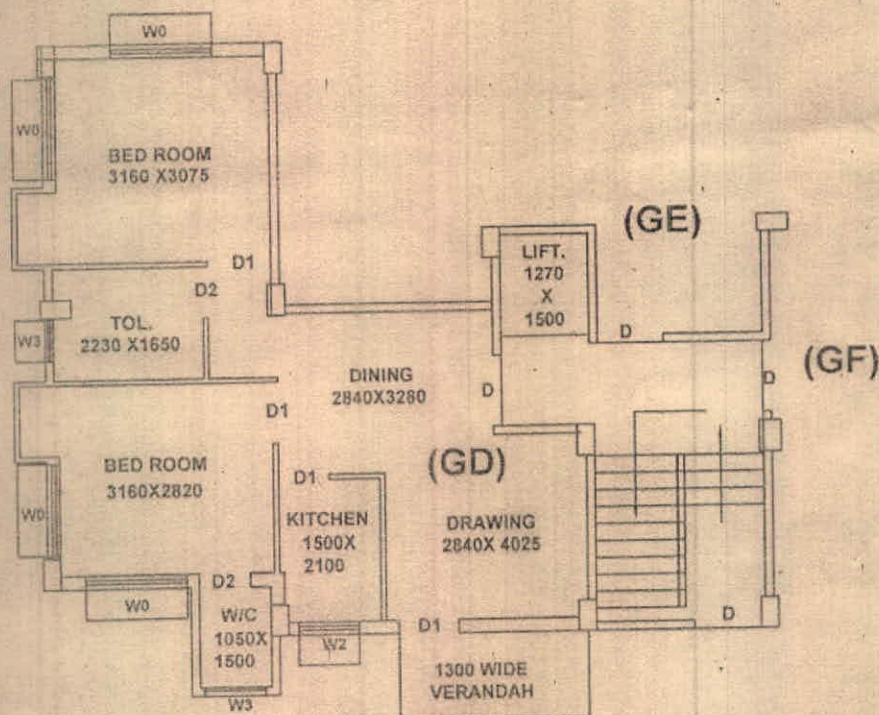 W0
W0
BED ROOM
3160 X3075
(GE)
LIFT.
1270
X
1500
D1
D2
TOL.
2230 X1650
W3
D
(GF)
D
DINING
2840X3280
D
D1
BED ROOM
3160X2820
(GD)
D1
W0
KITCHEN
1500X
2100
DRAWING
2840X 4025
D2
W0
W/C
1050X
1500
D1
D
W2
1300 WIDE
VERANDAH
W3